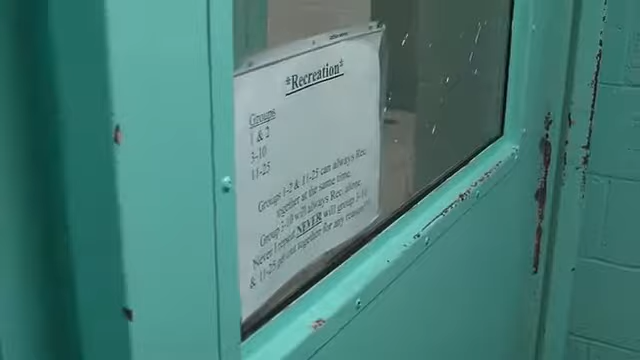 *Recreation*
Groups
1 & 2
3-10
11-25
Groups 1-2 & 11-25 can always Rec.
together at the same time.
Group 3-10 will always Rec. alone.
Never I repeat NEVER will group 3-10
& 11-25 go out together for any reason!!